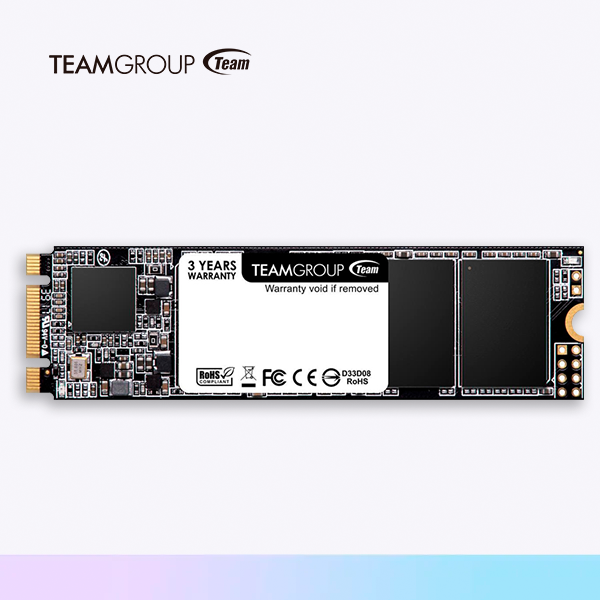 TEAMGROUP Team
3 YEARS
WARRANTY
TEAMGROUP Team
Warranty void if removed
RoHS
COMPLIANT
FC CE
D33D08
RoHS